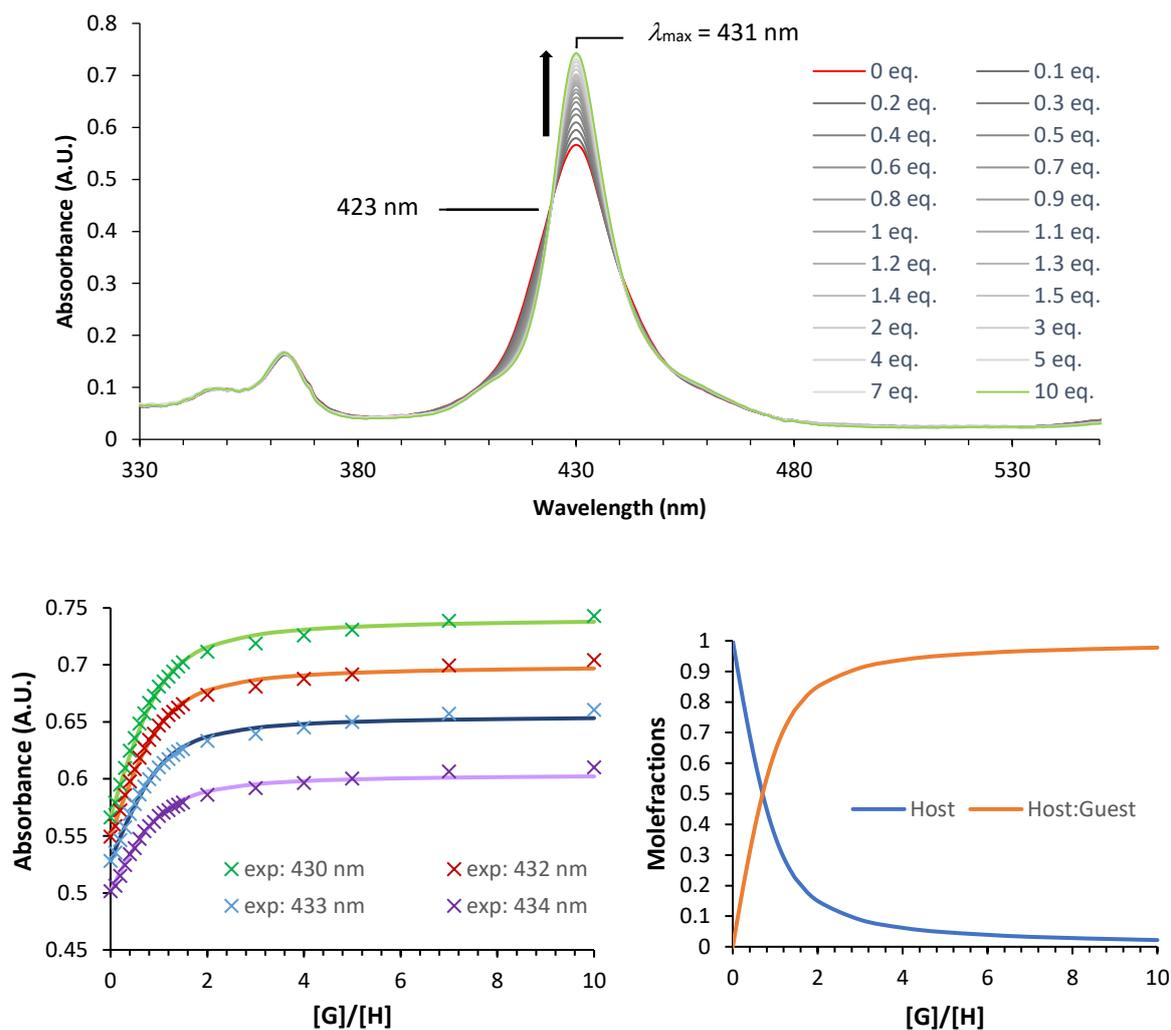 0.8
λmax = 431 nm
0.7
0 eq. 0.1 eq.
0.2 eq. 0.3 eq.
0.6
0.4 eq. 0.5 eq.
0.6 eq. 0.7 eq.
0.5
0.8 eq. 0.9 eq.
423 nm
0.4
1 eq. 1.1 eq.
1.2 eq. 1.3 eq.
0.3
1.4 eq. 1.5 eq.
2 eq. 3 eq.
0.2
4 eq. 5 eq.
0.1
7 eq. 10 eq.
0
Absoorbance (A.U.)
330 380 430 480 530
Wavelength (nm)
0.75
0.7
0.65
0.6
0.55
0.5
0.45
Absorbance (A.U.)
exp: 430 nm exp: 432 nm
exp: 433 nm exp: 434 nm
0 2 4 6 8 10
[G]/[H]
1
0.9
0.8
0.7
0.6
0.5
0.4
0.3
0.2
0.1
0
Molefractions
Host Host:Guest
0 2 4 6 8 10
[G]/[H]